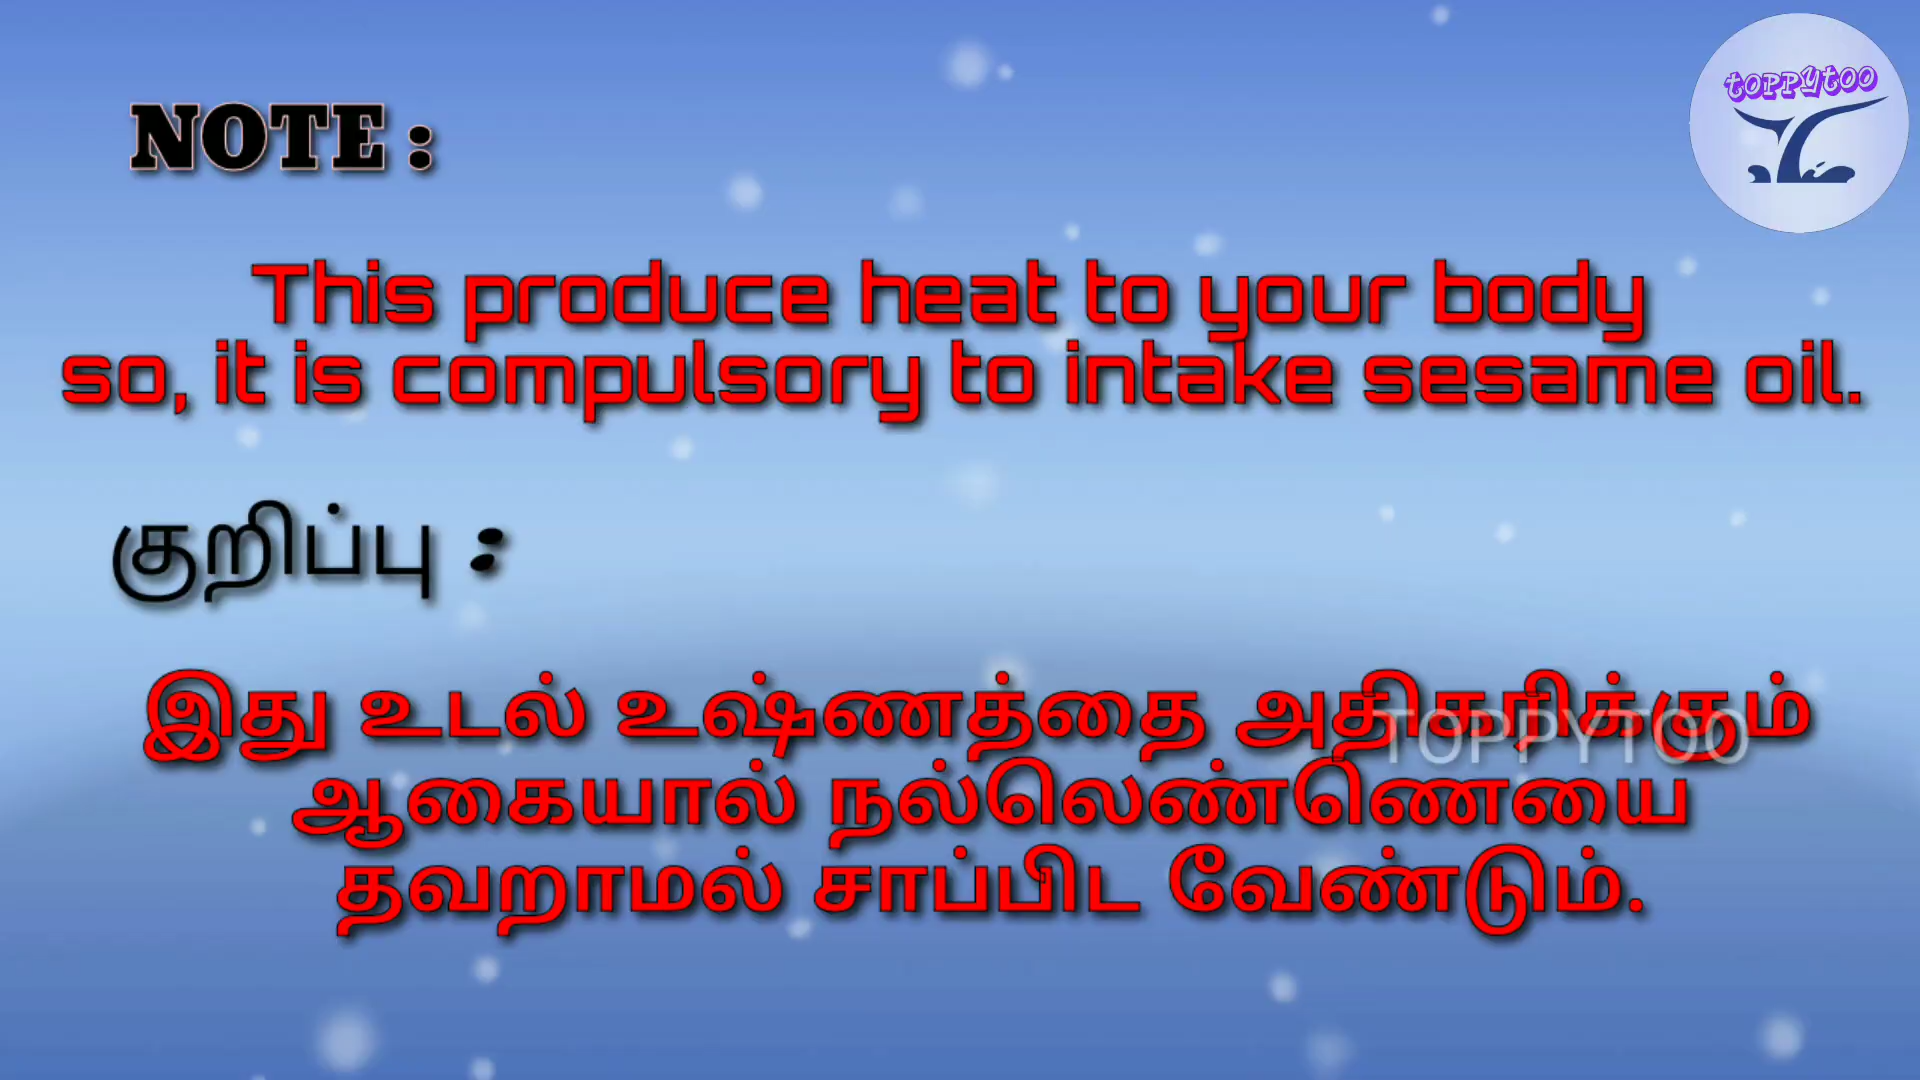 toppytoo
NOTE :
This produce heat to your body
so, it is compulsory to intake sesame oil.
குறிப்பு :
இது உடல் உஷ்ணத்தை அதிகரிக்கும்
TOPPYTOO
ஆகையால் நல்லெண்ணெயை
தவறாமல் சாப்பிட வேண்டும்.